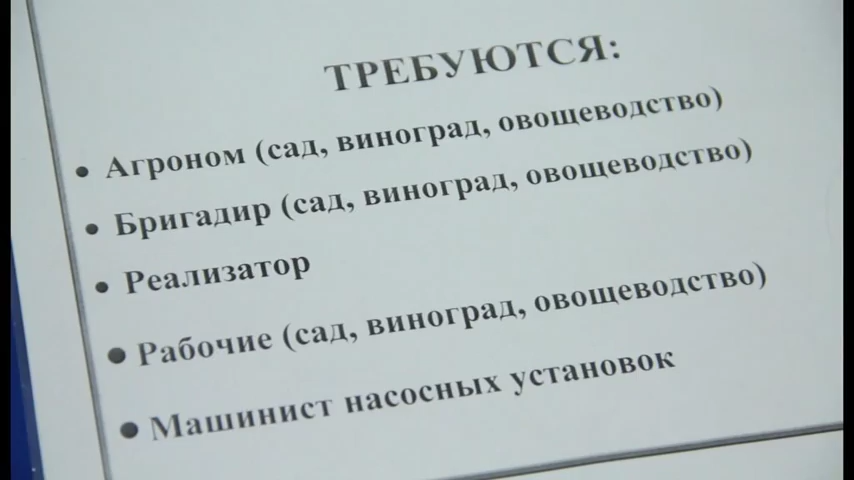 ТРЕБУЮТСЯ:
• Агроном (сад, виноград, овощеводство)
• Бригадир (сад, виноград, овощеводство)
• Реализатор
• Рабочие (сад, виноград, овощеводство)
• Машинист насосных установок